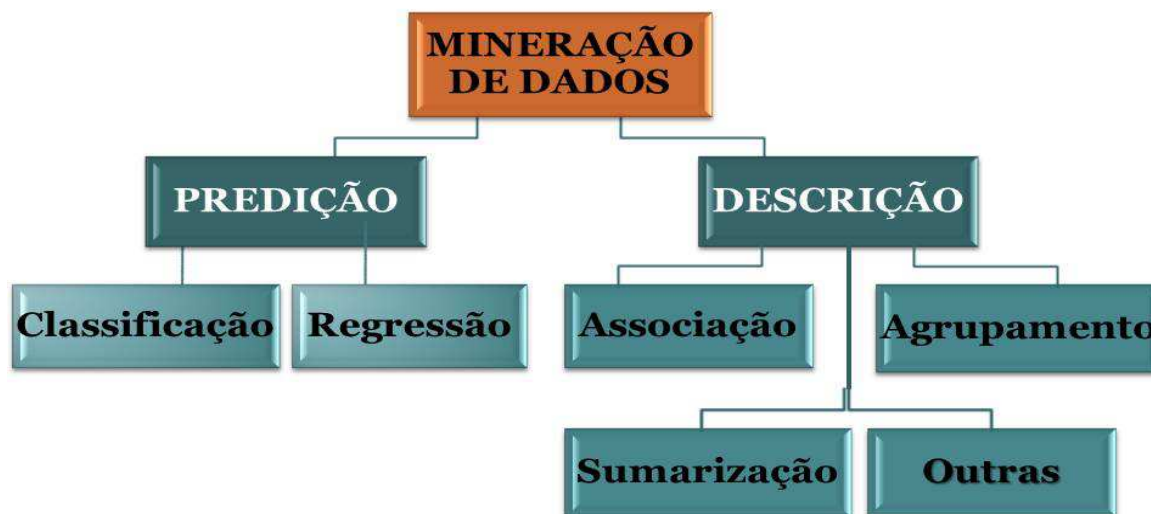 MINERAÇÃO
DE DADOS
PREDIÇÃO
DESCRIÇÃO
Classificação
Regressão
Associação
Agrupamento
Sumarização
Outras